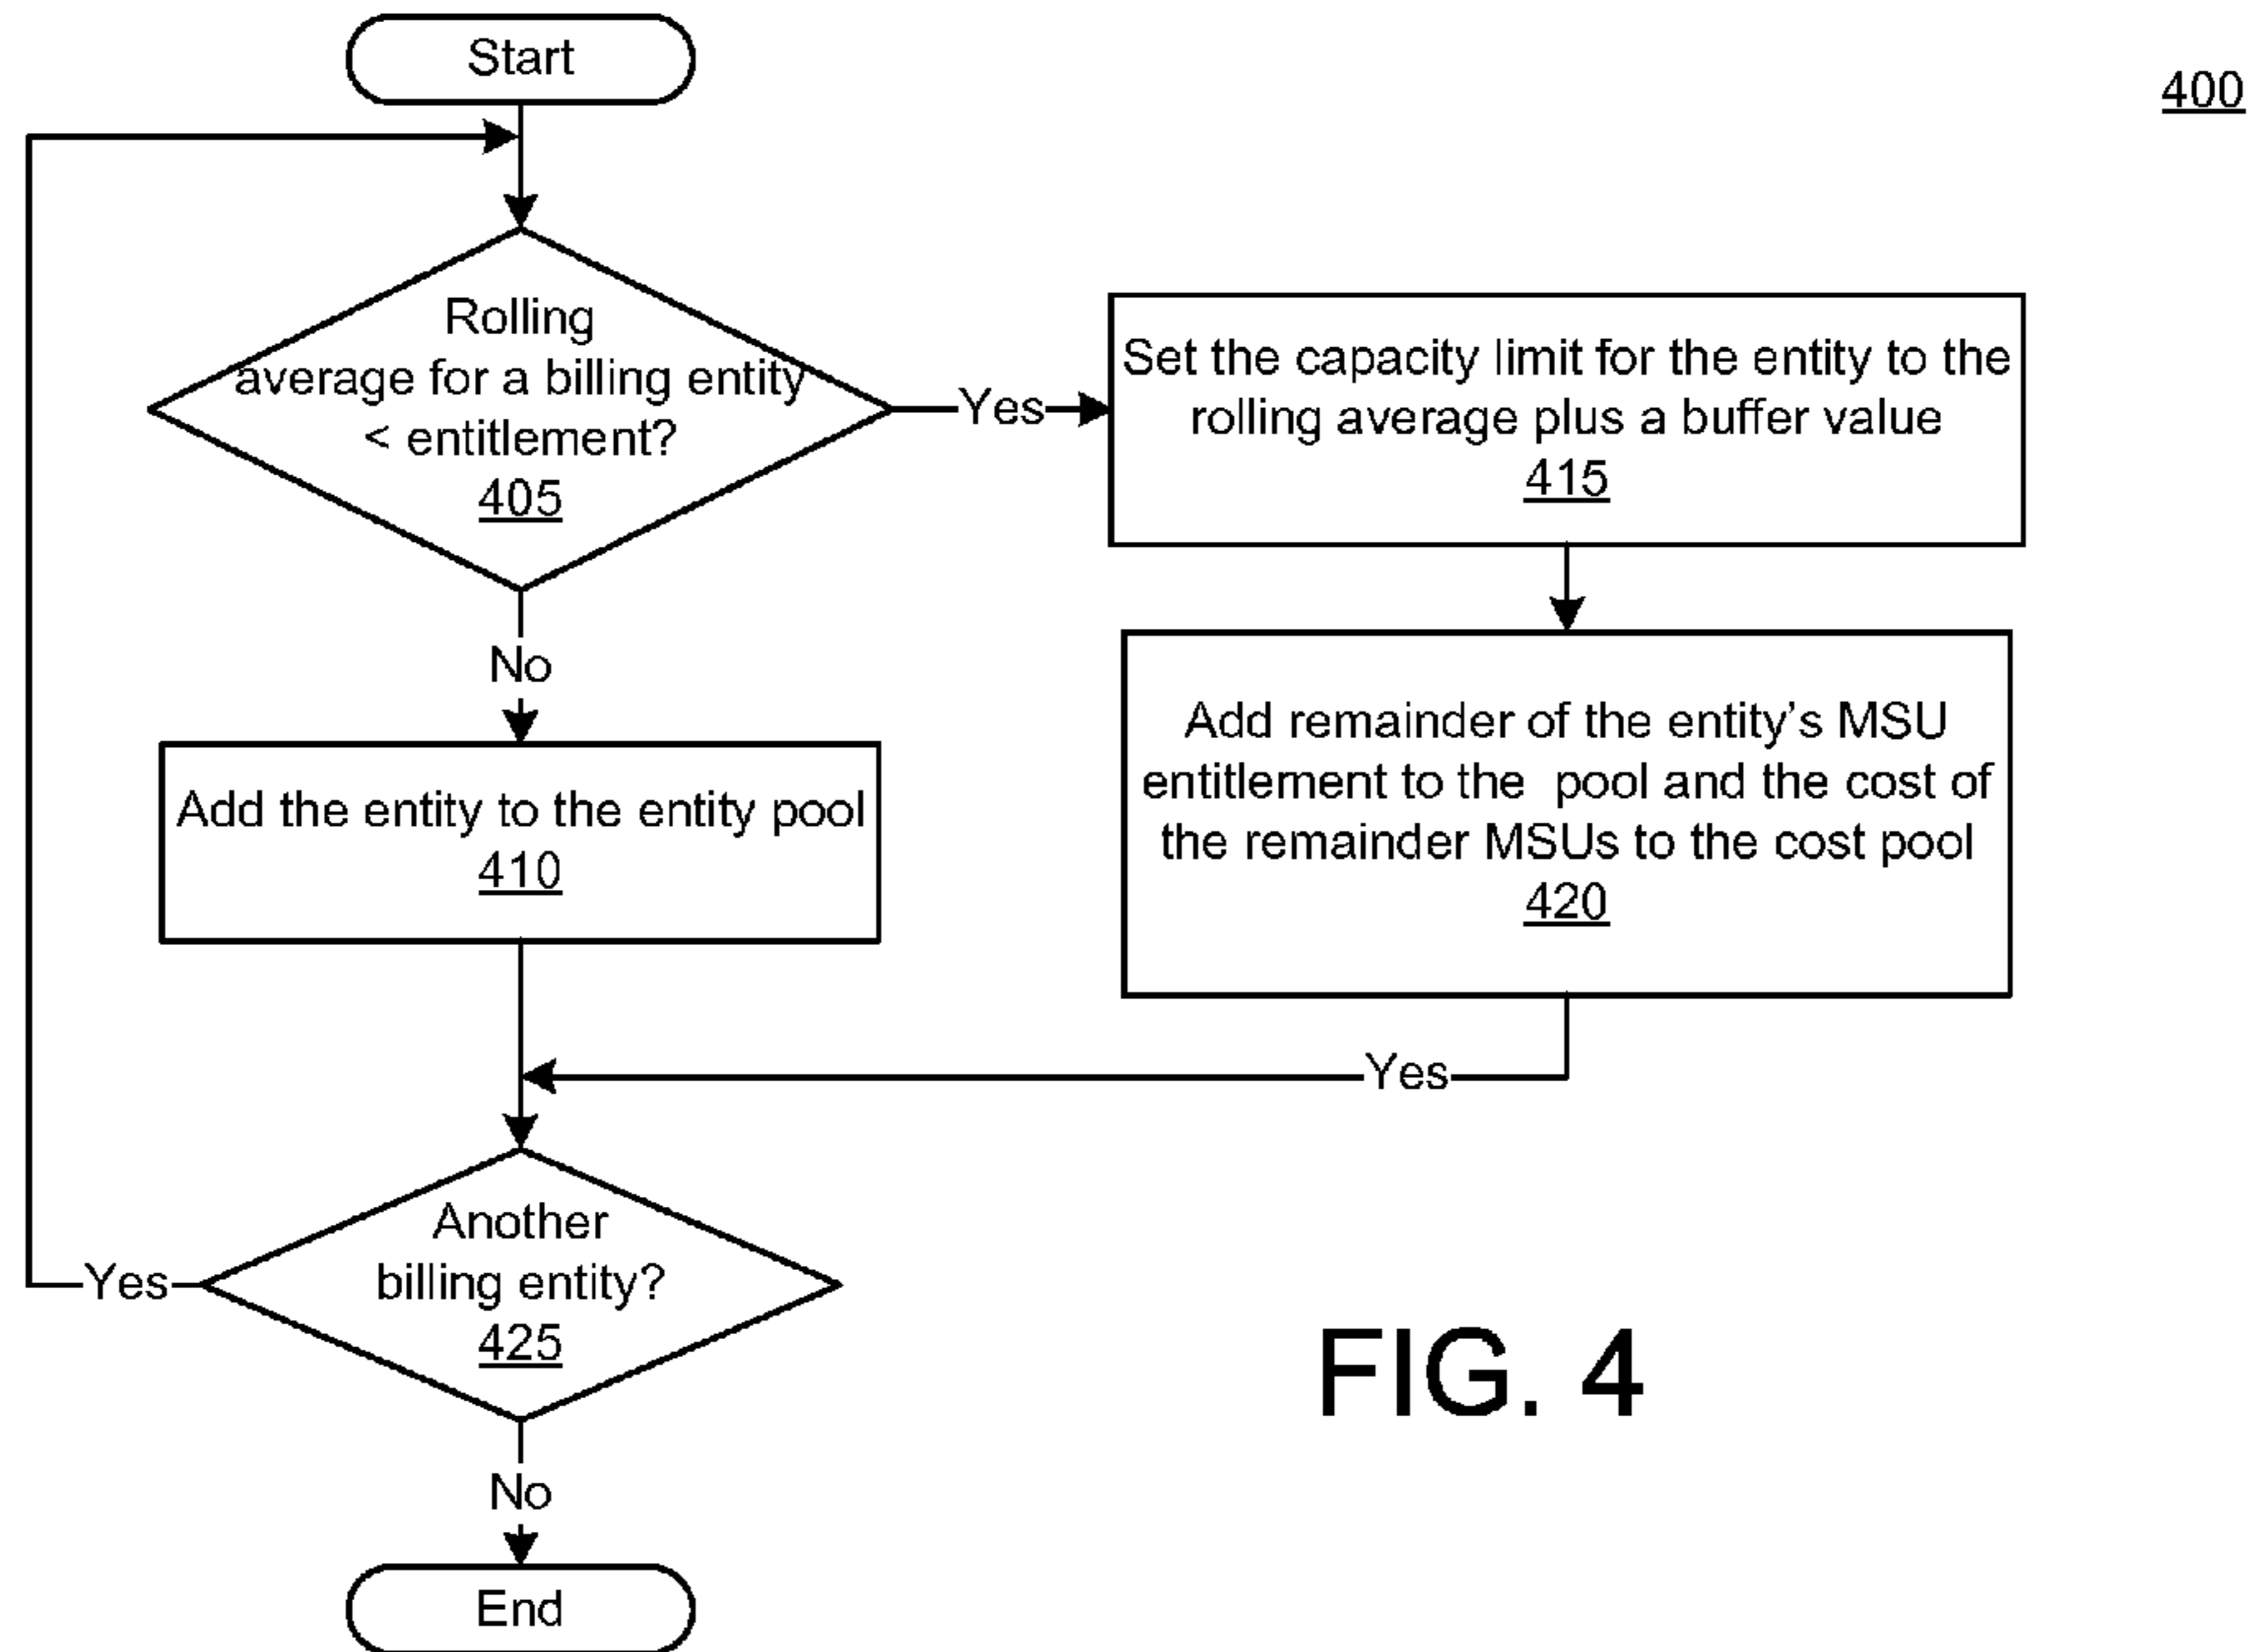 Start
400
Rolling
average for a billing entity
< entitlement?
405
Yes
Set the capacity limit for the entity to the
rolling average plus a buffer value
415
No
Add the entity to the entity pool
410
Add remainder of the entity's MSU
entitlement to the pool and the cost of
the remainder MSUs to the cost pool
420
Yes
Another
billing entity?
425
Yes
No
End
FIG. 4